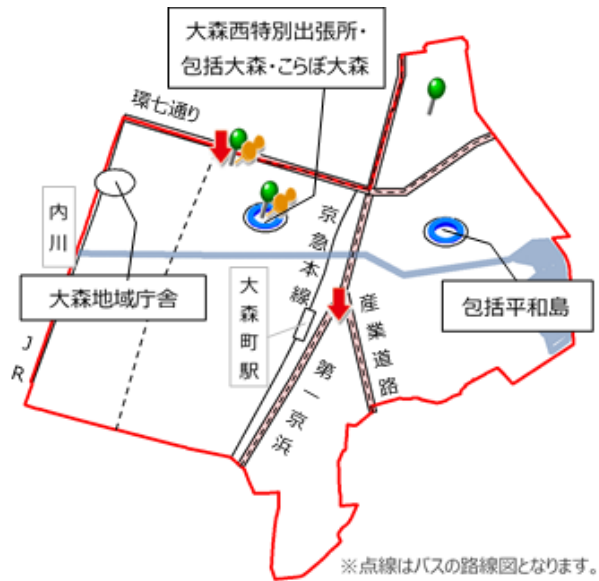 大森西特別出張所・
包括大森・こらぼ大森
環七通り
内川
京急本線
大森町駅
大森地域庁舎
包括平和島
産業道路
第一京浜
JR
※点線はバスの路線図となります。